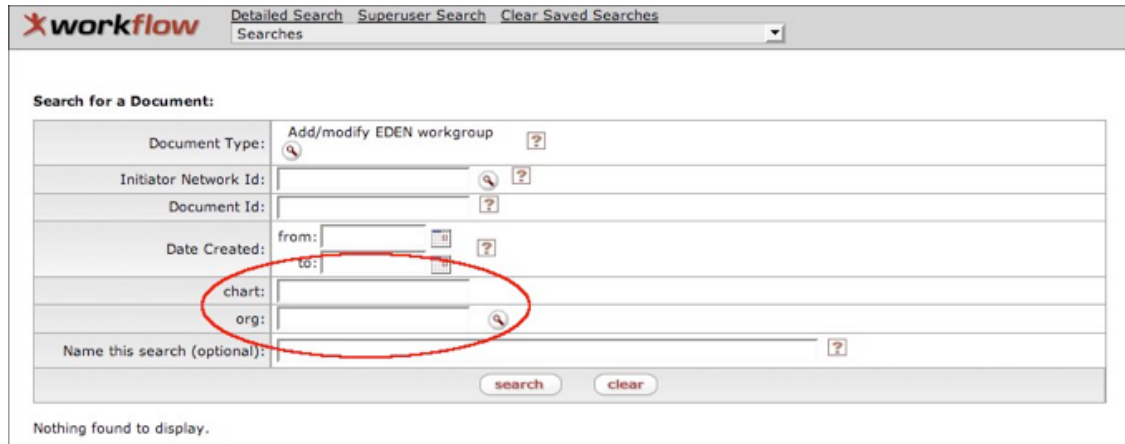 workflow
Detailed Search Superuser Search Clear Saved Searches
Searches
Search for a Document:
Document Type: Add/modify EDEN workgroup ?
Initiator Network Id: ?
Document Id: ?
Date Created: from: ?
to:
chart:
org:
Name this search (optional): ?
search clear
Nothing found to display.